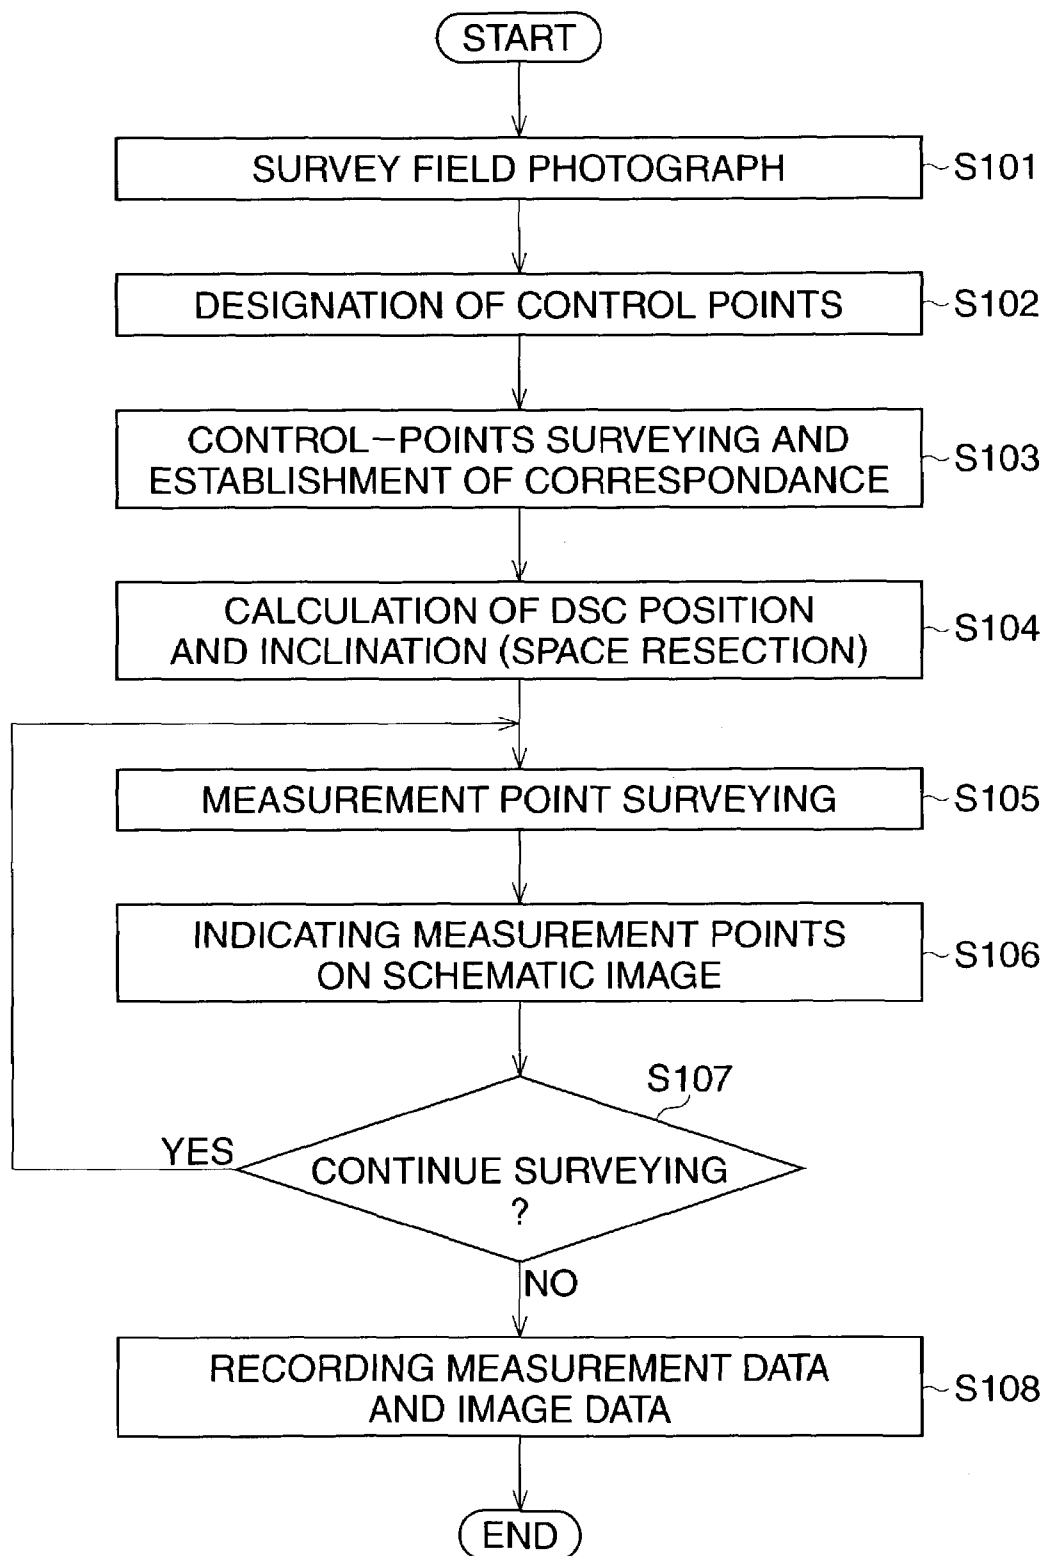 START
SURVEY FIELD PHOTOGRAPH
S101
DESIGNATION OF CONTROL POINTS
S102
CONTROL-POINTS SURVEYING AND
ESTABLISHMENT OF CORRESPONDANCE
S103
CALCULATION OF DSC POSITION
AND INCLINATION (SPACE RESECTION)
S104
MEASUREMENT POINT SURVEYING
S105
INDICATING MEASUREMENT POINTS
ON SCHEMATIC IMAGE
S106
S107
YES
CONTINUE SURVEYING
?
NO
RECORDING MEASUREMENT DATA
AND IMAGE DATA
S108
END